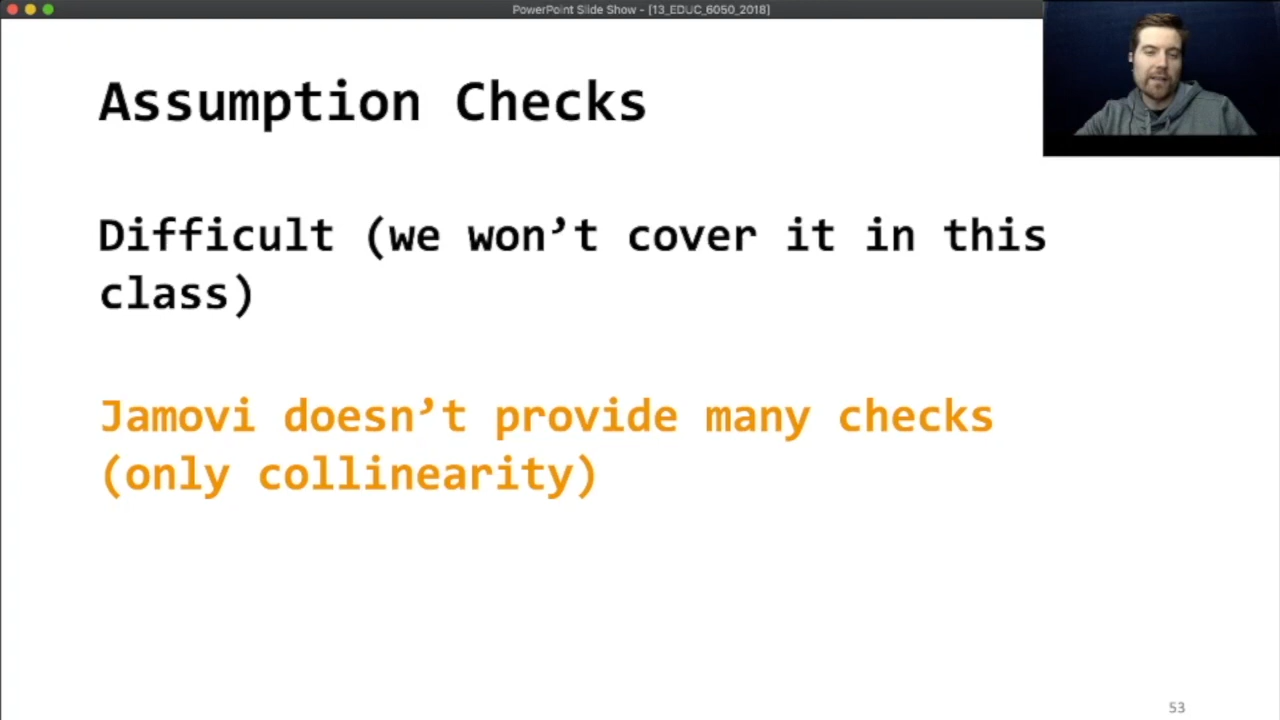 PowerPoint Slide Show - [13_EDUC_6050_2018]
Assumption Checks
Difficult (we won’t cover it in this
class)
Jamovi doesn’t provide many checks
(only collinearity)
53